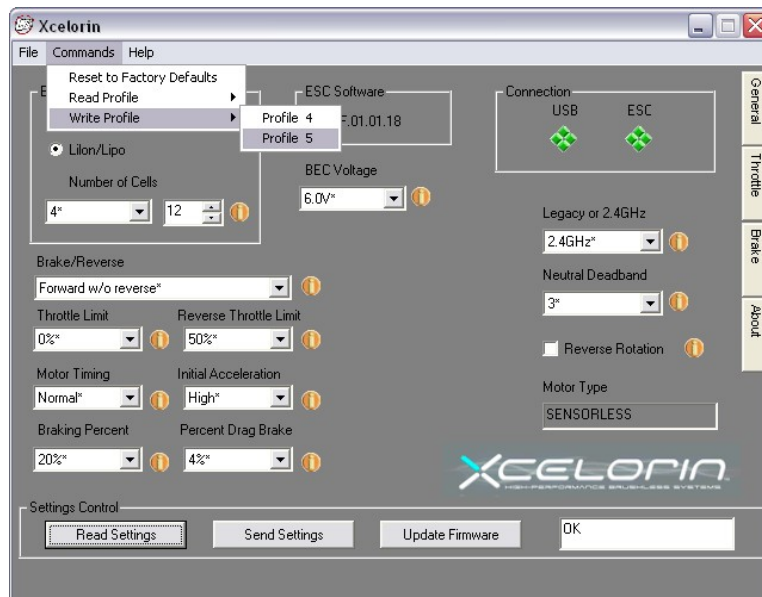 Xcelorin
File Commands Help
Reset to Factory Defaults
Read Profile
Write Profile
Profile 4
Profile 5
ESC Software
F.01.01.18
Connection
USB ESC
LiIon/Lipo
Number of Cells
4* 12
BEC Voltage
6.0V*
Legacy or 2.4GHz
2.4GHz*
Neutral Deadband
3*
Reverse Rotation
Motor Type
SENSORLESS
Brake/Reverse
Forward w/o reverse*
Throttle Limit Reverse Throttle Limit
0%* 50%*
Motor Timing Initial Acceleration
Normal* High*
Braking Percent Percent Drag Brake
20%* 4%*
XCELORIN
HIGH-PERFORMANCE BRUSHLESS SYSTEMS
Settings Control
Read Settings Send Settings Update Firmware OK
General
Throttle
Brake
About